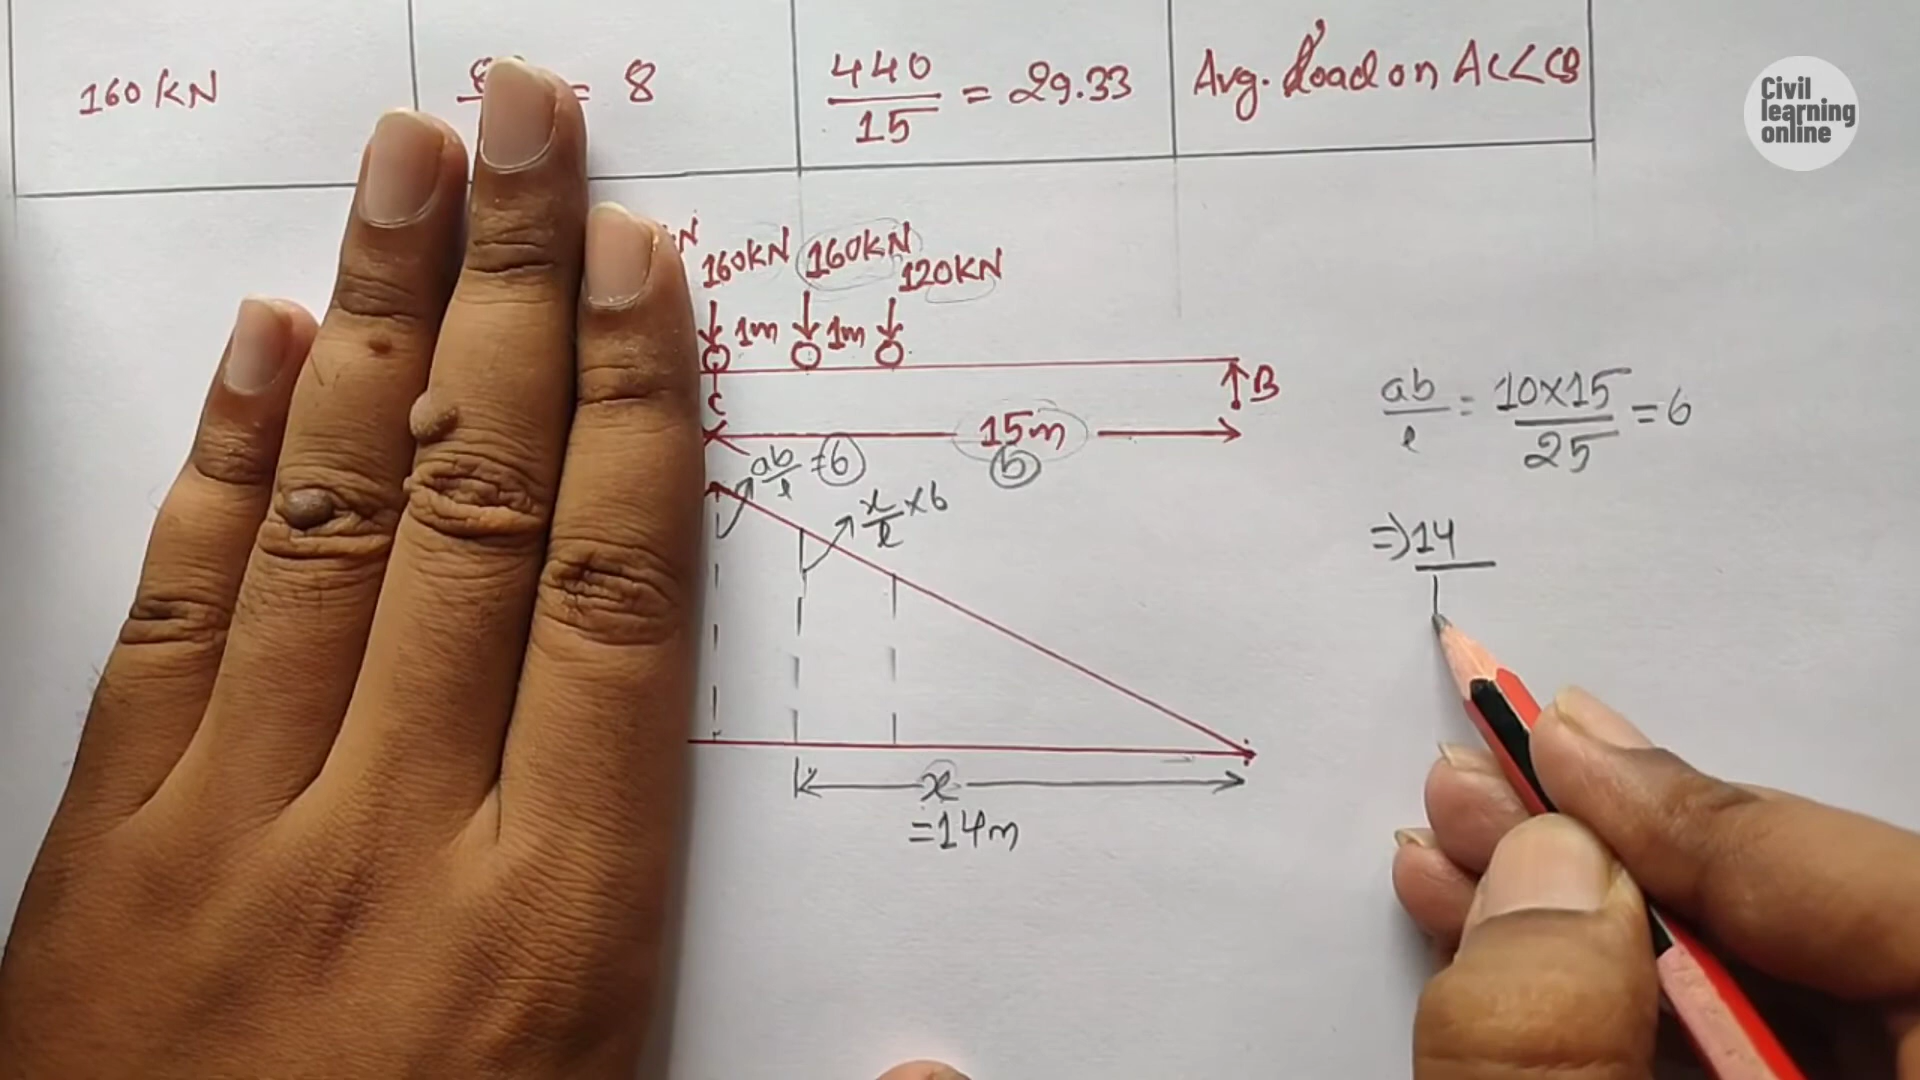 160 KN
= 8
440/15 = 29.33
Avg. load on AC<CB
Civil
learning
online
160KN
160KN
120KN
1m
1m
C
B
15m
ab/l = 6
b
x/l × 6
ab/l = 10×15/25 = 6
⇒ 14
x
=14m